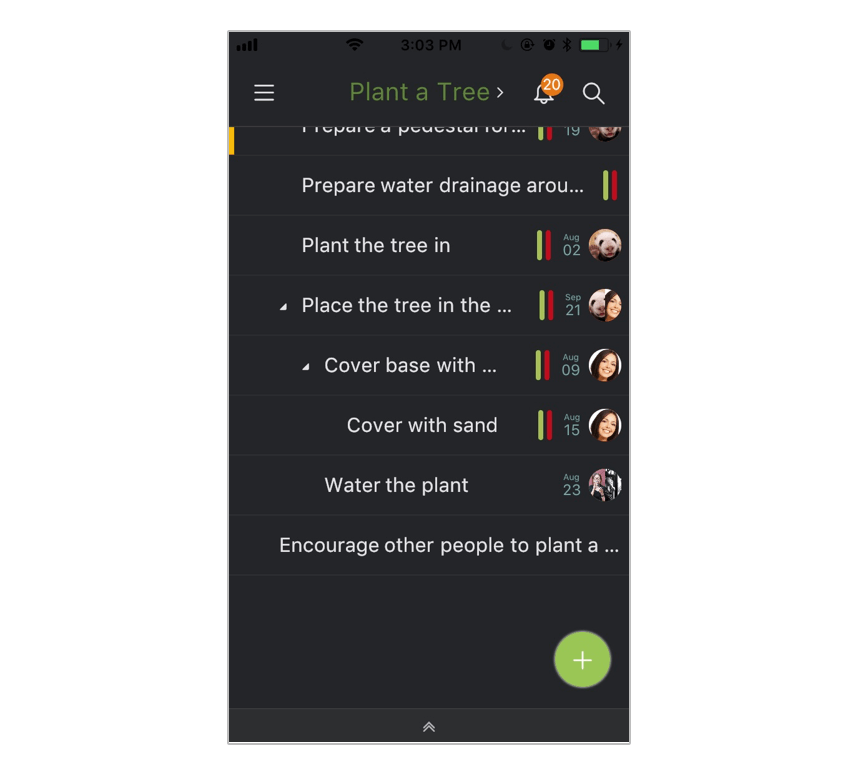 3:03 PM
Plant a Tree
20
Prepare a pedestal for... 19
Prepare water drainage arou...
Plant the tree in Aug 02
Place the tree in the ... Sep 21
Cover base with ... Aug 09
Cover with sand Aug 15
Water the plant Aug 23
Encourage other people to plant a ...